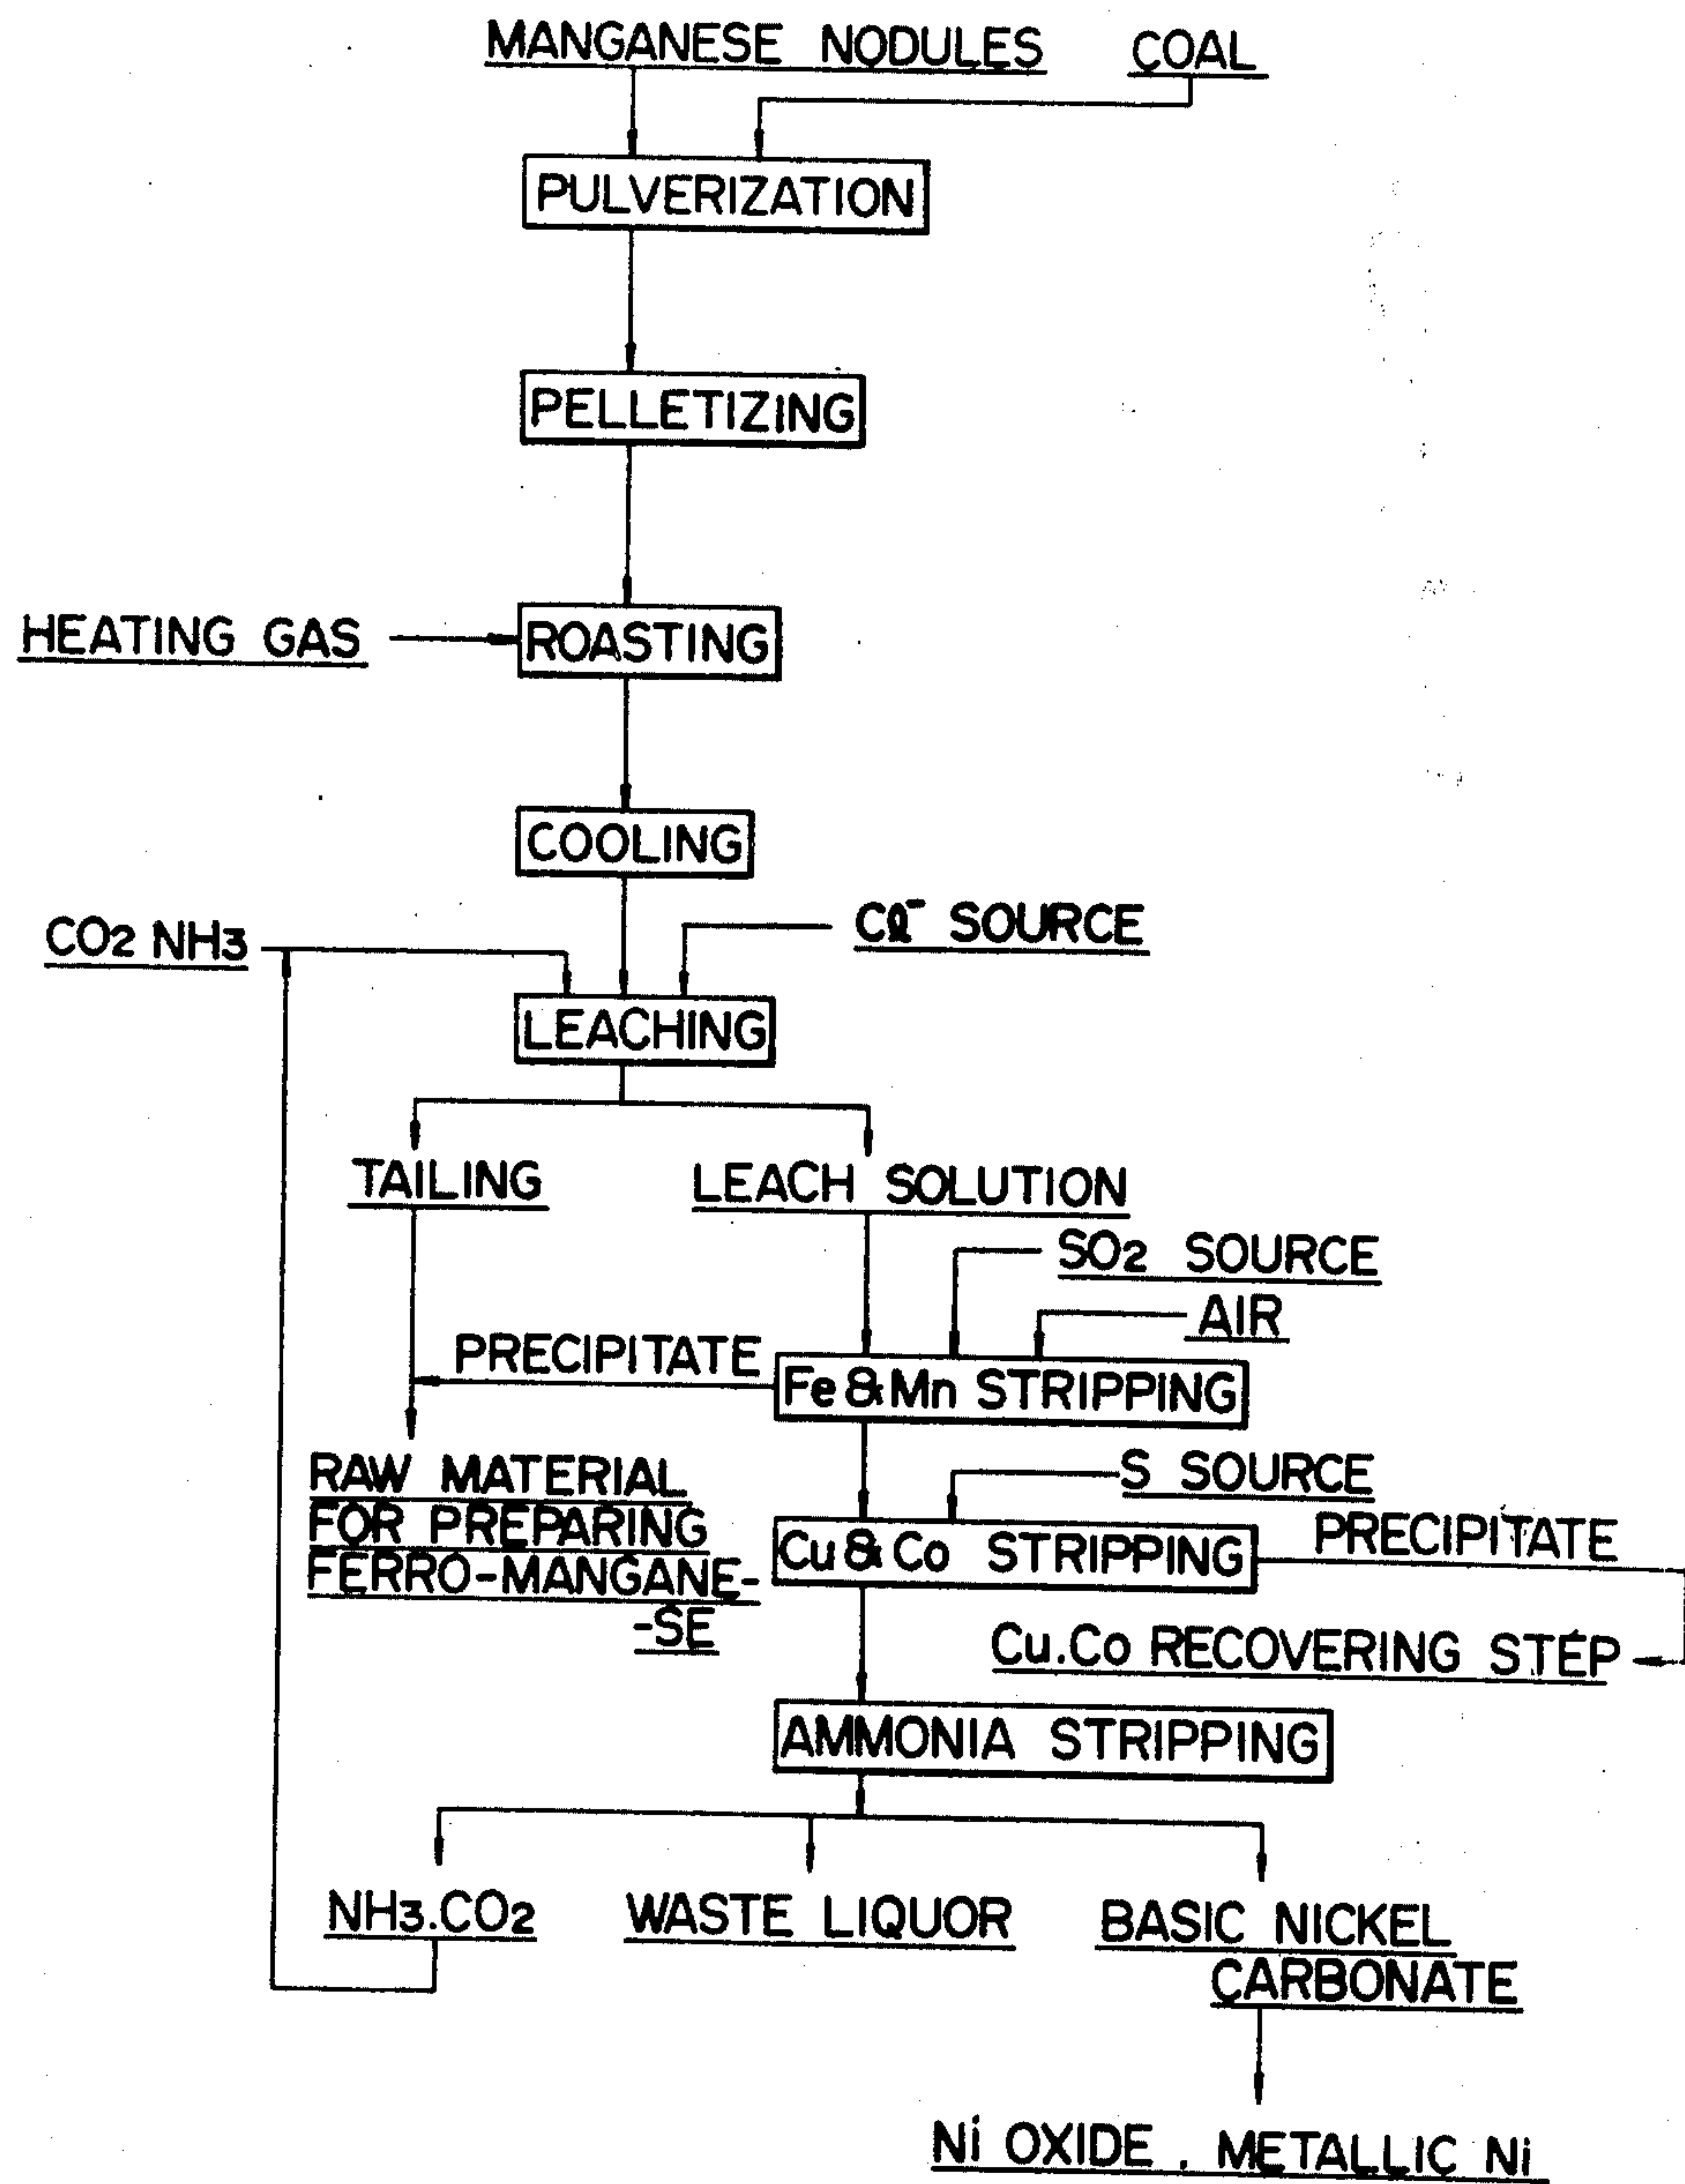 MANGANESE NODULES COAL
PULVERIZATION
PELLETIZING
HEATING GAS ROASTING
COOLING
CO2 NH3 Cl⁻ SOURCE
LEACHING
TAILING LEACH SOLUTION
SO2 SOURCE
AIR
PRECIPITATE
Fe & Mn STRIPPING
RAW MATERIAL
FOR PREPARING
FERRO-MANGANE-
-SE
S SOURCE
Cu & Co STRIPPING
PRECIPITATE
Cu.Co RECOVERING STEP
AMMONIA STRIPPING
NH3.CO2 WASTE LIQUOR BASIC NICKEL
CARBONATE
Ni OXIDE . METALLIC Ni